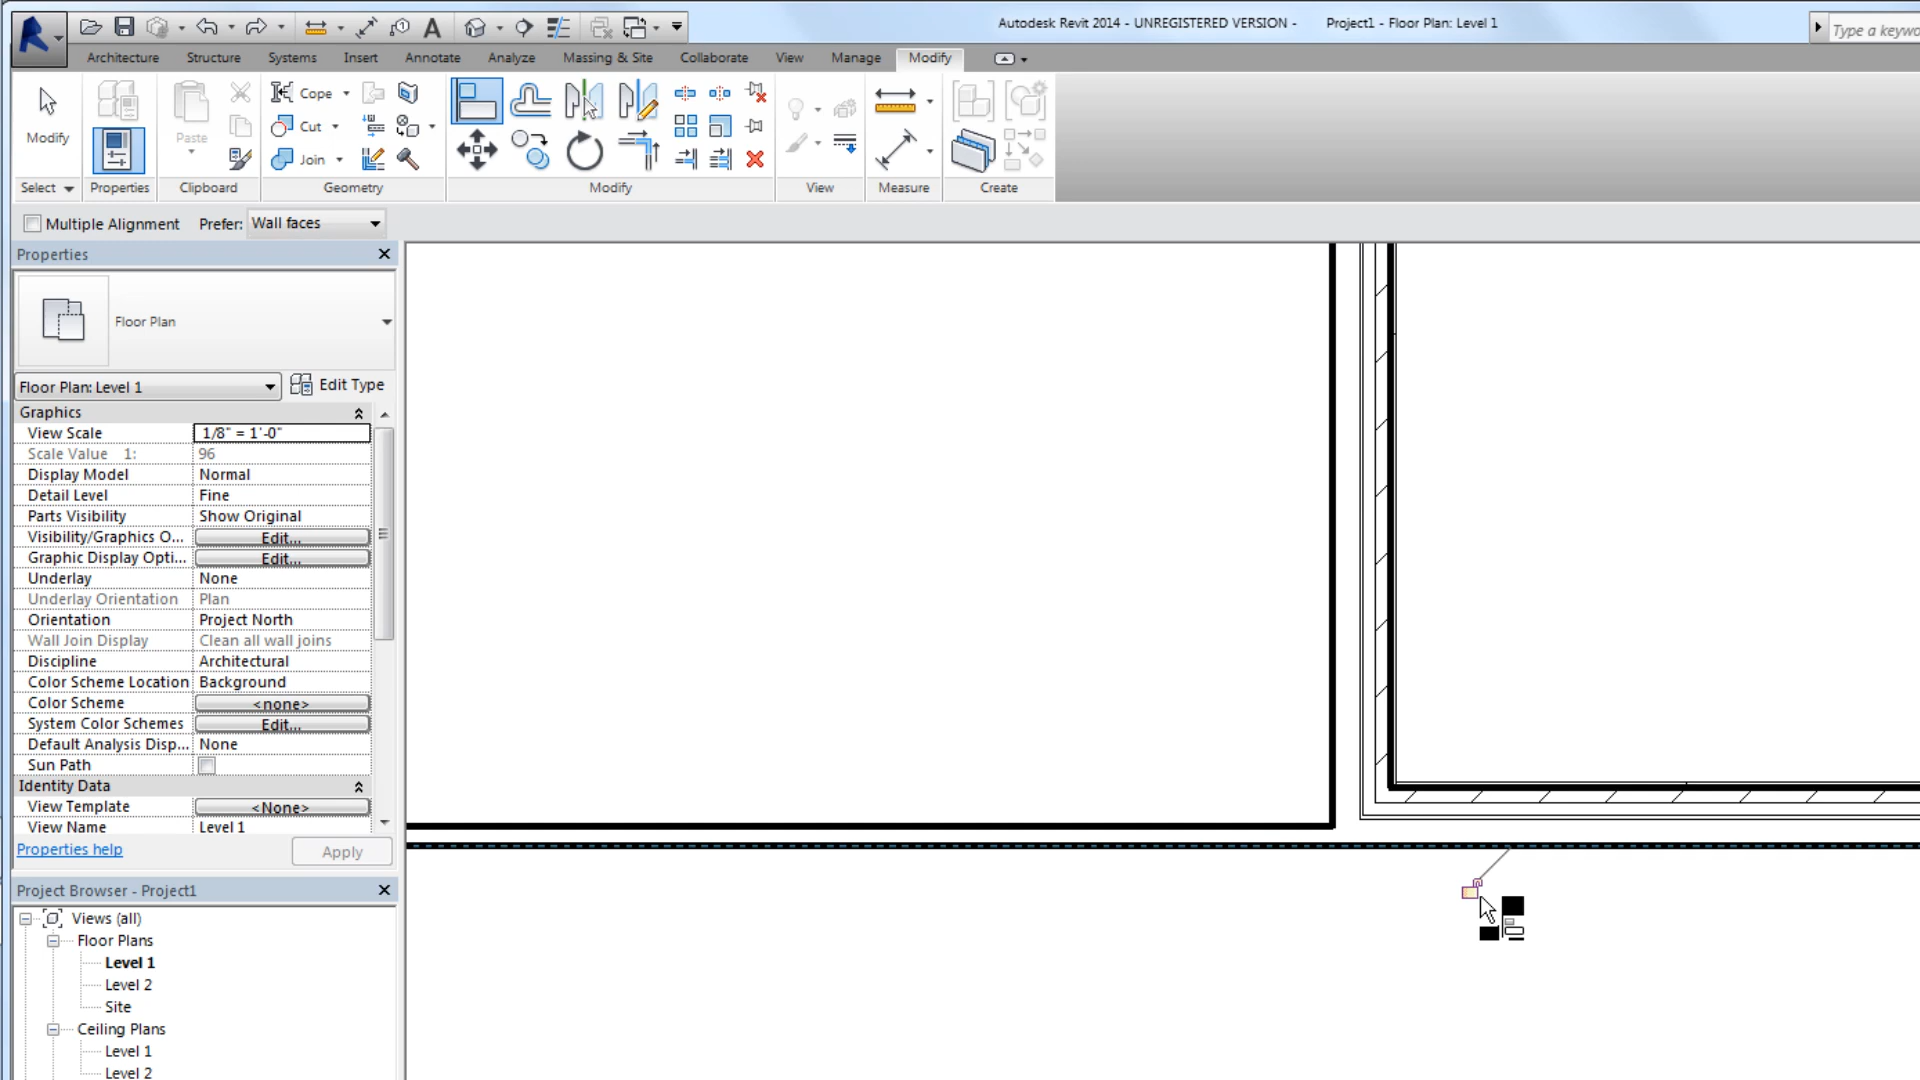 Autodesk Revit 2014 - UNREGISTERED VERSION - Project1 - Floor Plan: Level 1
Architecture Structure Systems Insert Annotate Analyze Massing & Site Collaborate View Manage Modify
Cope
Cut
Join
Modify
Paste
Select Properties Clipboard Geometry Modify View Measure Create
Multiple Alignment Prefer: Wall faces
Properties
Floor Plan
Floor Plan: Level 1 Edit Type
Graphics
View Scale 1/8" = 1'-0"
Scale Value 1: 96
Display Model Normal
Detail Level Fine
Parts Visibility Show Original
Visibility/Graphics O... Edit...
Graphic Display Opti... Edit...
Underlay None
Underlay Orientation Plan
Orientation Project North
Wall Join Display Clean all wall joins
Discipline Architectural
Color Scheme Location Background
Color Scheme <none>
System Color Schemes Edit...
Default Analysis Disp... None
Sun Path
Identity Data
View Template <None>
View Name Level 1
Properties help Apply
Project Browser - Project1
Views (all)
Floor Plans
Level 1
Level 2
Site
Ceiling Plans
Level 1
Level 2
Type a keywo